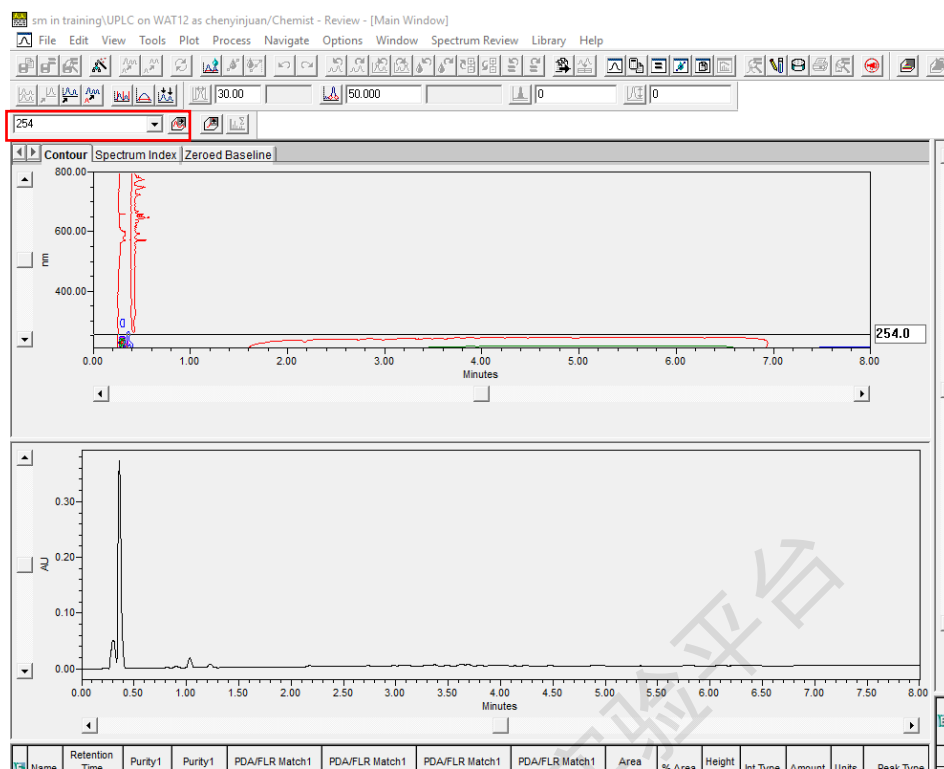 sm in training\UPLC on WAT12 as chenyinjuan/Chemist - Review - [Main Window]
File Edit View Tools Plot Process Navigate Options Window Spectrum Review Library Help
30.00 50.000 0 0
254
Contour Spectrum Index Zeroed Baseline
800.00
600.00
nm
400.00
254.0
0.00 1.00 2.00 3.00 4.00 5.00 6.00 7.00 8.00
Minutes
0.30
0.20
AU
0.10
0.00
0.00 0.50 1.00 1.50 2.00 2.50 3.00 3.50 4.00 4.50 5.00 5.50 6.00 6.50 7.00 7.50 8.00
Minutes
Name Retention Time Purity1 Purity1 PDA/FLR Match1 PDA/FLR Match1 PDA/FLR Match1 PDA/FLR Match1 Area % Area Height Int Type Amount Units Peak Type
验平台